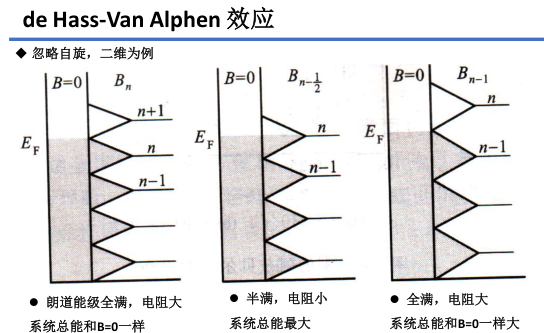 de Hass-Van Alphen 效应
◆ 忽略自旋，二维为例
B=0 Bₙ
n+1
n
n−1
E_F
B=0 B_{n−1/2}
n
n−1
E_F
B=0 B_{n−1}
n
n−1
E_F
● 朗道能级全满，电阻大
系统总能和B=0一样
● 半满，电阻小
系统总能最大
● 全满，电阻大
系统总能和B=0一样大